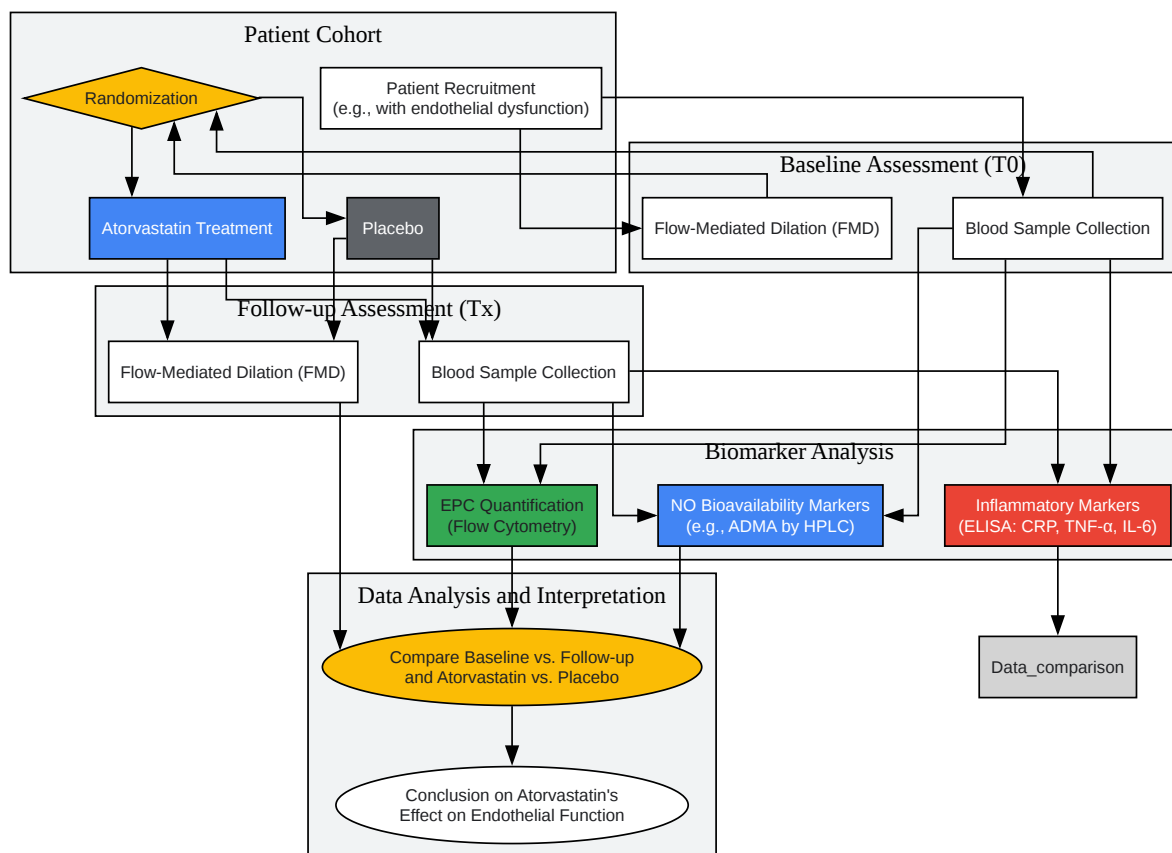 Patient Cohort
Randomization
Patient Recruitment
(e.g., with endothelial dysfunction)
Baseline Assessment (T0)
Atorvastatin Treatment
Placebo
Flow-Mediated Dilation (FMD)
Blood Sample Collection
Follow-up Assessment (Tx)
Flow-Mediated Dilation (FMD)
Blood Sample Collection
Biomarker Analysis
EPC Quantification
(Flow Cytometry)
NO Bioavailability Markers
(e.g., ADMA by HPLC)
Inflammatory Markers
(ELISA: CRP, TNF-α, IL-6)
Data Analysis and Interpretation
Compare Baseline vs. Follow-up
and Atorvastatin vs. Placebo
Data_comparison
Conclusion on Atorvastatin's
Effect on Endothelial Function